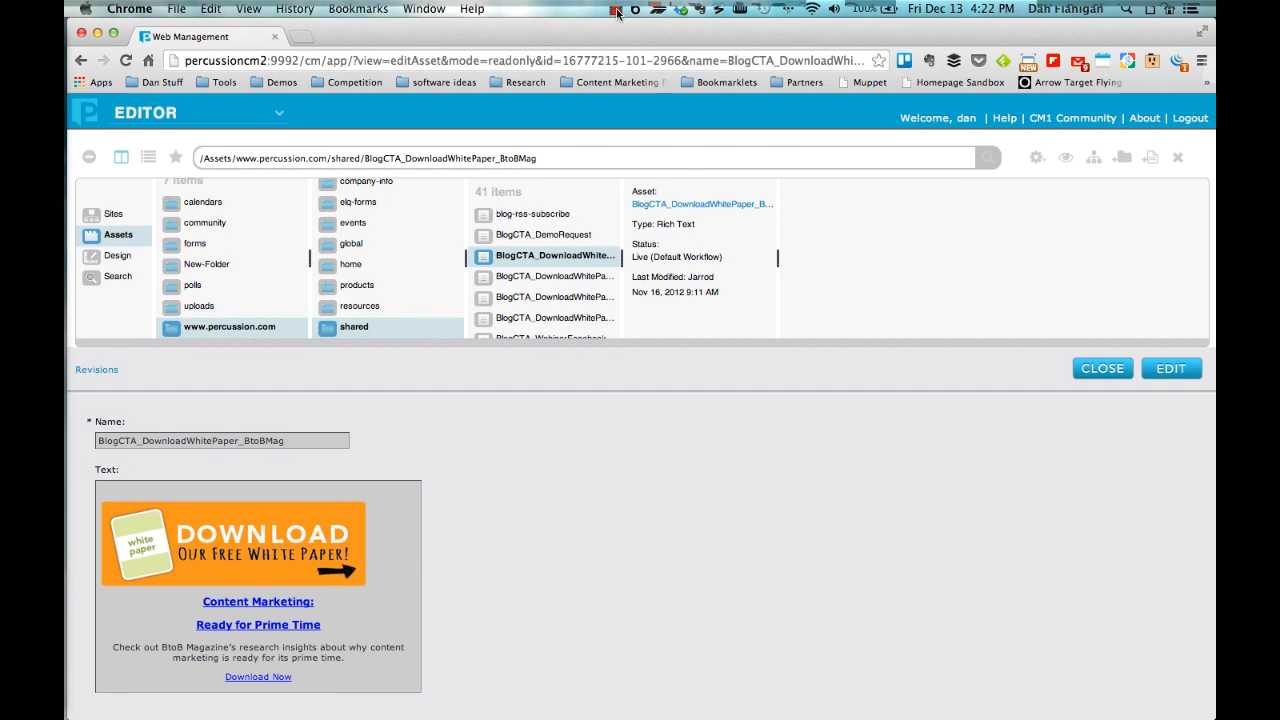 Chrome File Edit View History Bookmarks Window Help 100% Fri Dec 13 4:22 PM Dan Flanigan
Web Management
percussioncm2:9992/cm/app/?view=editAsset&mode=readonly&id=16777215-101-2966&name=BlogCTA_DownloadWhi...
NEW 9 1
Apps Dan Stuff Tools Demos Competition software ideas Research Content Marketing Bookmarklets Partners Muppet Homepage Sandbox Arrow Target Flying »
EDITOR
Welcome, dan | Help | CM1 Community | About | Logout
/Assets/www.percussion.com/shared/BlogCTA_DownloadWhitePaper_BtoBMag
Sites
Assets
Design
Search
7 items
calendars
community
forms
New-Folder
polls
uploads
www.percussion.com
company-info
elq-forms
events
global
home
products
resources
shared
41 items
blog-rss-subscribe
BlogCTA_DemoRequest
BlogCTA_DownloadWhite...
BlogCTA_DownloadWhitePa...
BlogCTA_DownloadWhitePa...
BlogCTA_DownloadWhitePa...
BlogCTA_WebinarFeedback
Asset:
BlogCTA_DownloadWhitePaper_B...
Type: Rich Text
Status:
Live (Default Workflow)
Last Modified: Jarrod
Nov 16, 2012 9:11 AM
Revisions
CLOSE EDIT
* Name:
BlogCTA_DownloadWhitePaper_BtoBMag
Text:
white
paper
DOWNLOAD
OUR FREE WHITE PAPER!
Content Marketing:
Ready for Prime Time
Check out BtoB Magazine's research insights about why content
marketing is ready for its prime time.
Download Now